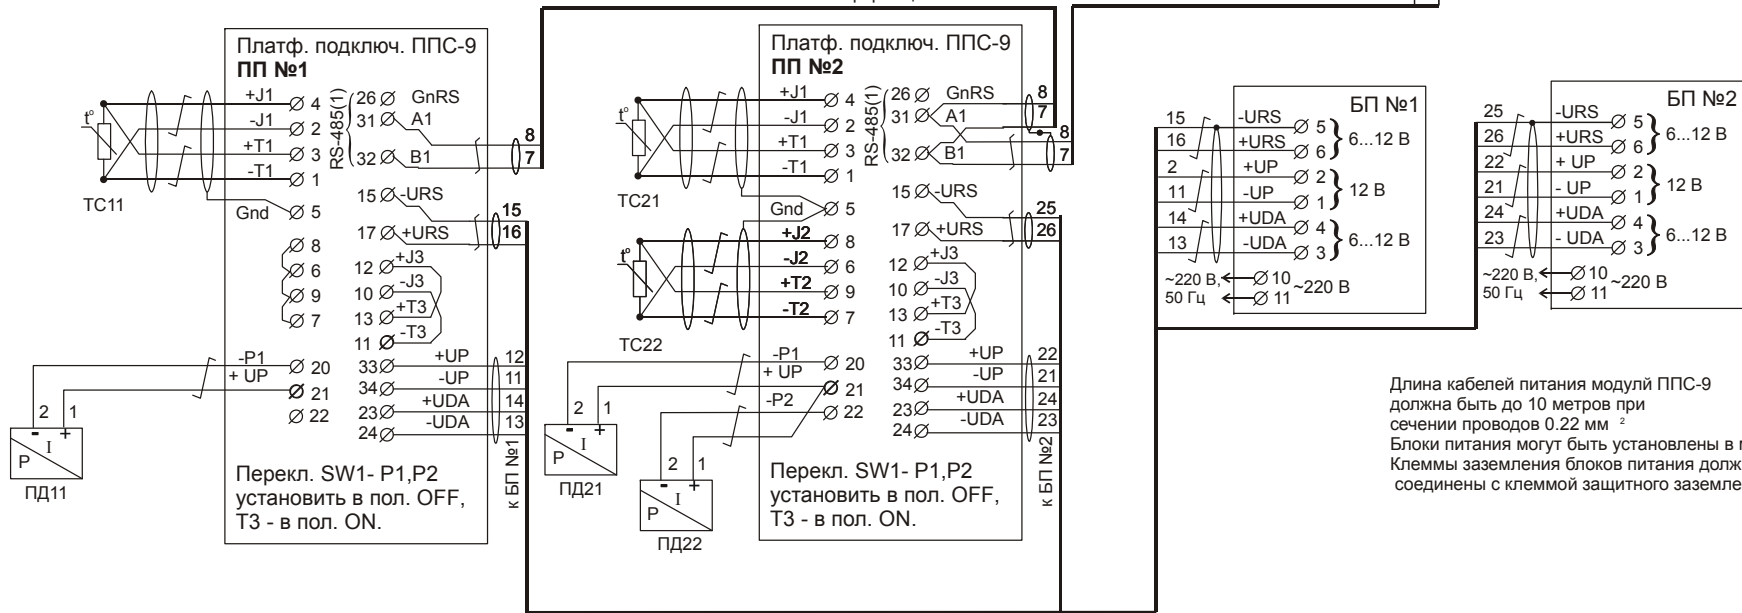 Платф. подключ. ППС-9
ПП №1
+J1
4
-J1
2
+T1
3
-T1
1
Gnd
5
8
6
9
7
t°
ТС11
RS-485(1)
26
GnRS
31
A1
32
B1
8
7
15
-URS
15
17
+URS
16
12
+J3
10
-J3
13
+T3
11
-T3
-P1
20
+ UP
21
22
33
+UP
12
34
-UP
11
23
+UDA
14
24
-UDA
13
к БП №1
2
1
-
+
I
P
ПД11
Перекл. SW1- P1,P2
установить в пол. OFF,
Т3 - в пол. ON.
Платф. подключ. ППС-9
ПП №2
+J1
4
-J1
2
+T1
3
-T1
1
Gnd
5
t°
ТС21
+J2
8
-J2
6
+T2
9
-T2
7
t°
ТС22
RS-485(1)
26
GnRS
31
A1
32
B1
8
7
8
7
15
-URS
25
17
+URS
26
12
+J3
10
-J3
13
+T3
11
-T3
-P1
20
+ UP
21
-P2
22
33
+UP
22
34
-UP
21
23
+UDA
24
24
-UDA
23
к БП №2
2
1
-
+
I
P
ПД21
2
1
-
+
I
P
ПД22
Перекл. SW1- P1,P2
установить в пол. OFF,
Т3 - в пол. ON.
БП №1
15
-URS
5
16
+URS
6
6...12 В
2
+UP
2
11
-UP
1
12 В
14
+UDA
4
13
-UDA
3
6...12 В
~220 В,
50 Гц
10
11
~220 В
БП №2
25
-URS
5
26
+URS
6
6...12 В
22
+ UP
2
21
- UP
1
12 В
24
+UDA
4
23
- UDA
3
6...12 В
~220 В,
50 Гц
10
11
~220 В
Длина кабелей питания модулй ППС-9
должна быть до 10 метров при
сечении проводов 0.22 мм ²
Блоки питания могут быть установлены в
Клеммы заземления блоков питания долж
соединены с клеммой защитного заземле